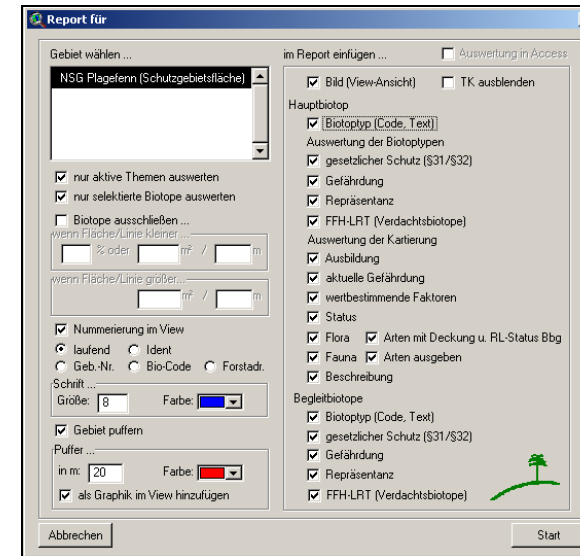 Report für
Gebiet wählen ...
NSG Plagefenn (Schutzgebietsfläche)
nur aktive Themen auswerten
nur selektierte Biotope auswerten
Biotope ausschließen ...
wenn Fläche/Linie kleiner ...
% oder m² / m
wenn Fläche/Linie größer...
m² / m
Nummerierung im View
laufend Ident
Geb.-Nr. Bio-Code Forstadr.
Schrift ...
Größe: 8 Farbe:
Gebiet puffern
Puffer ...
in m: 20 Farbe:
als Graphik im View hinzufügen
Abbrechen
im Report einfügen ... Auswertung in Access
Bild (View-Ansicht) TK ausblenden
Hauptbiotop
Biotoptyp (Code, Text)
Auswertung der Biotoptypen
gesetzlicher Schutz (§31/§32)
Gefährdung
Repräsentanz
FFH-LRT (Verdachtsbiotope)
Auswertung der Kartierung
Ausbildung
aktuelle Gefährdung
wertbestimmende Faktoren
Status
Flora Arten mit Deckung u. RL-Status Bbg
Fauna Arten ausgeben
Beschreibung
Begleitbiotope
Biotoptyp (Code, Text)
gesetzlicher Schutz (§31/§32)
Gefährdung
Repräsentanz
FFH-LRT (Verdachtsbiotope)
Start